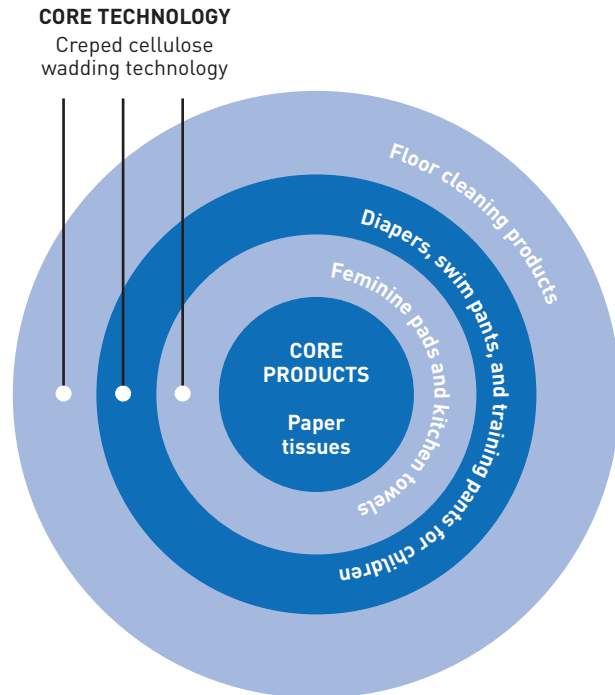 CORE TECHNOLOGY
Creped cellulose
wadding technology
Floor cleaning products
Diapers, swim pants, and training pants for children
Feminine pads and kitchen towels
CORE
PRODUCTS
Paper
tissues